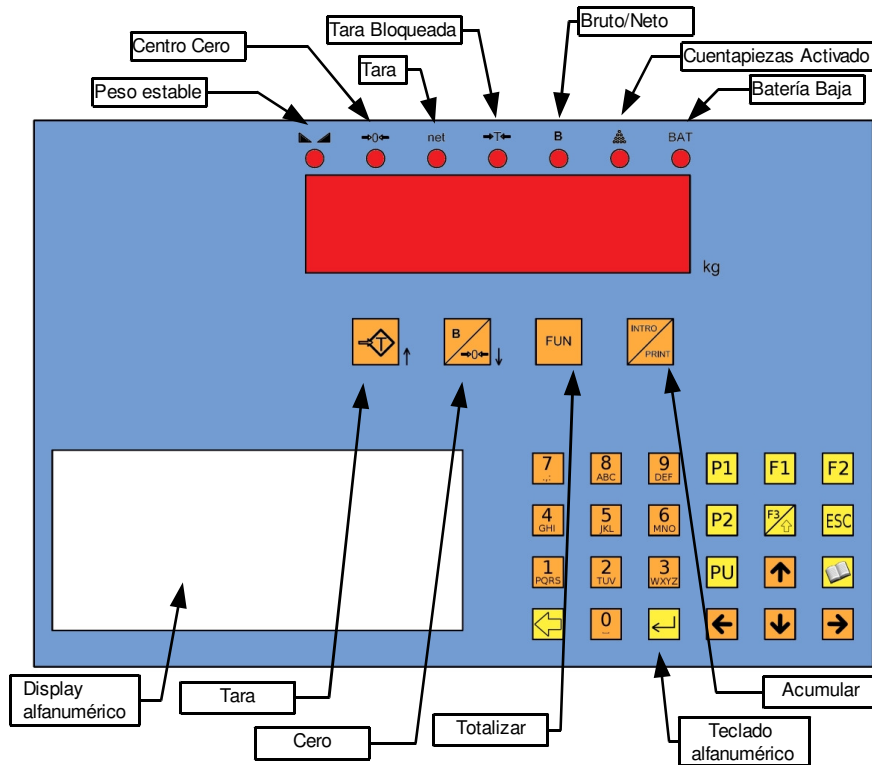 Bruto/Neto
Tara Bloqueada
Centro Cero
Cuentapiezas Activado
Tara
Peso estable
Batería Baja
→0←
net
→T←
B
BAT
kg
T
↑
B
→0←
↓
FUN
INTRO
PRINT
7
.,:
8
ABC
9
DEF
P1
F1
F2
4
GHI
5
JKL
6
MNO
P2
F3
ESC
1
PQRS
2
TUV
3
WXYZ
PU
0
Display
alfanumérico
Tara
Cero
Totalizar
Teclado
alfanumérico
Acumular